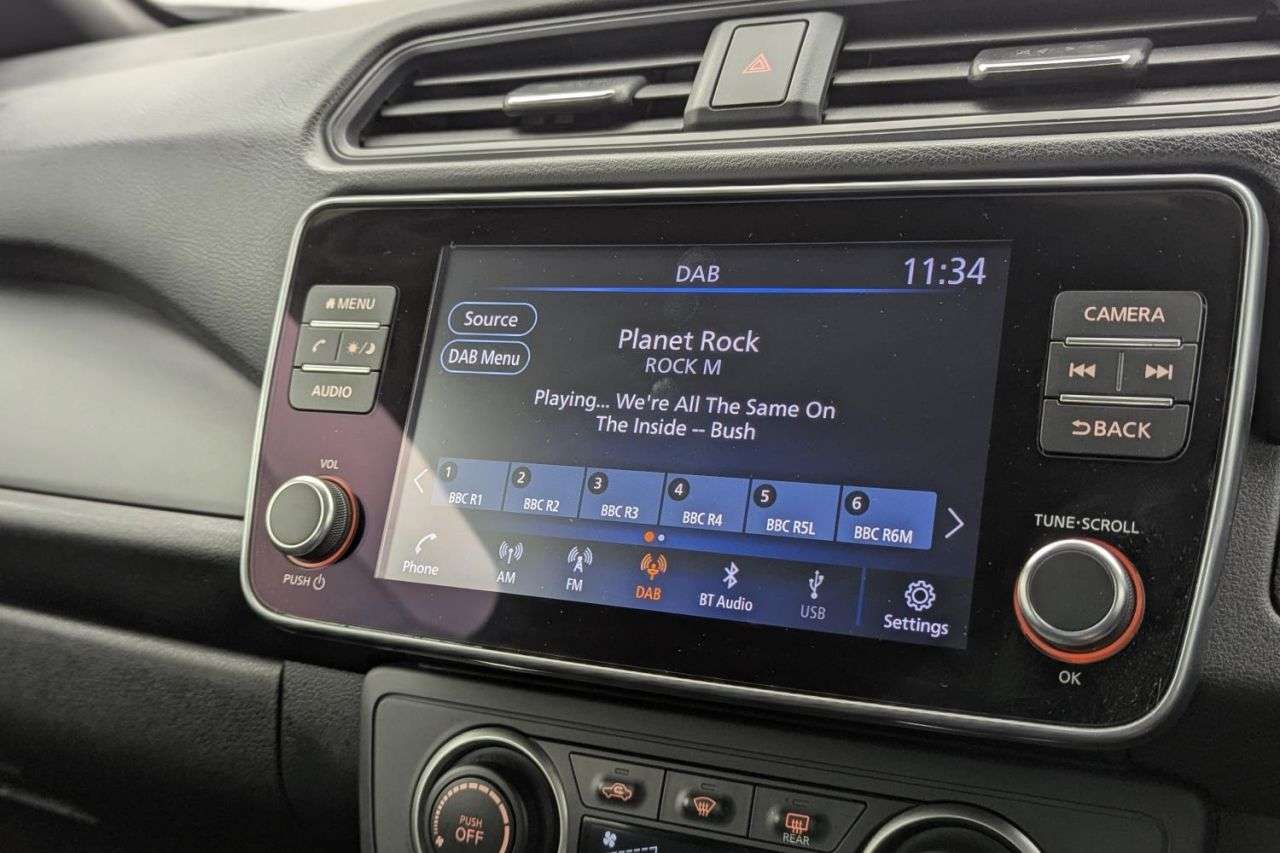 DAB
11:34
MENU
AUDIO
VOL
PUSH
Source
DAB Menu
Planet Rock
ROCK M
Playing... We're All The Same On
The Inside -- Bush
1
BBC R1
2
BBC R2
3
BBC R3
4
BBC R4
5
BBC R5L
6
BBC R6M
Phone
AM
FM
DAB
BT Audio
USB
Settings
CAMERA
BACK
TUNE·SCROLL
OK
PUSH
OFF
REAR